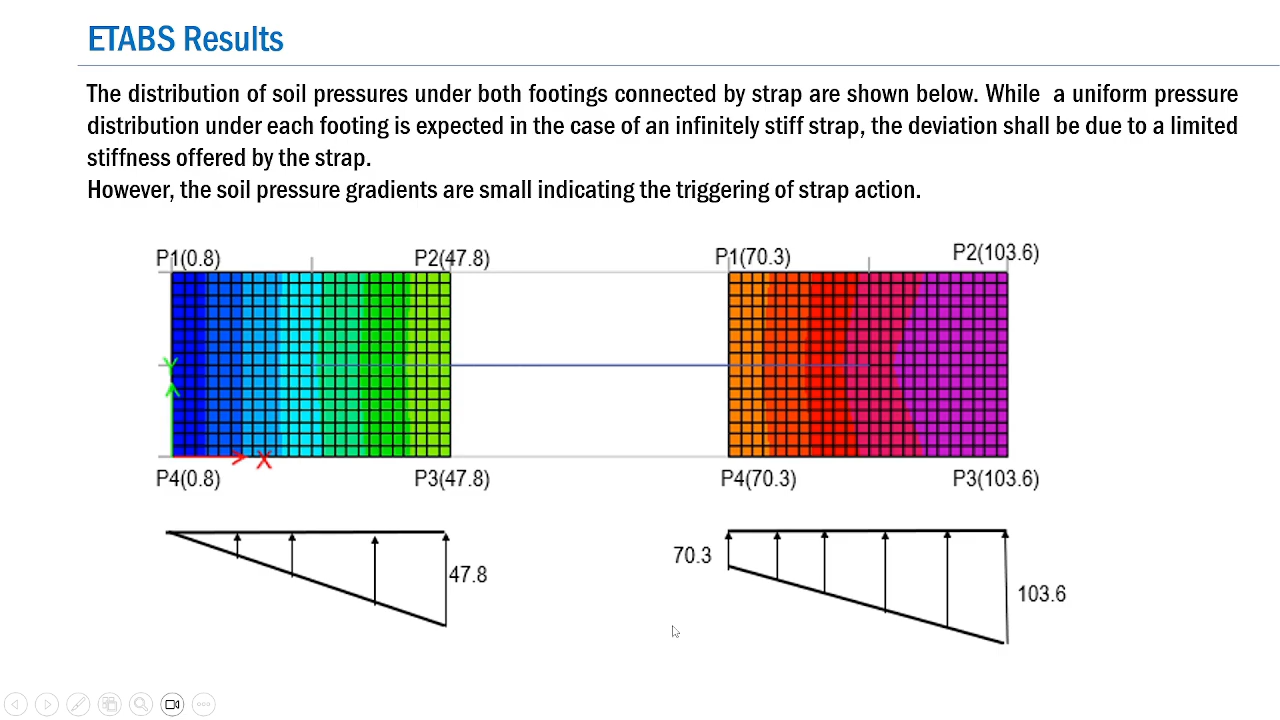 ETABS Results
The distribution of soil pressures under both footings connected by strap are shown below. While a uniform pressure
distribution under each footing is expected in the case of an infinitely stiff strap, the deviation shall be due to a limited
stiffness offered by the strap.
However, the soil pressure gradients are small indicating the triggering of strap action.
P1(0.8) P2(47.8) P1(70.3) P2(103.6)
Y
X
P4(0.8) P3(47.8) P4(70.3) P3(103.6)
47.8 70.3 103.6